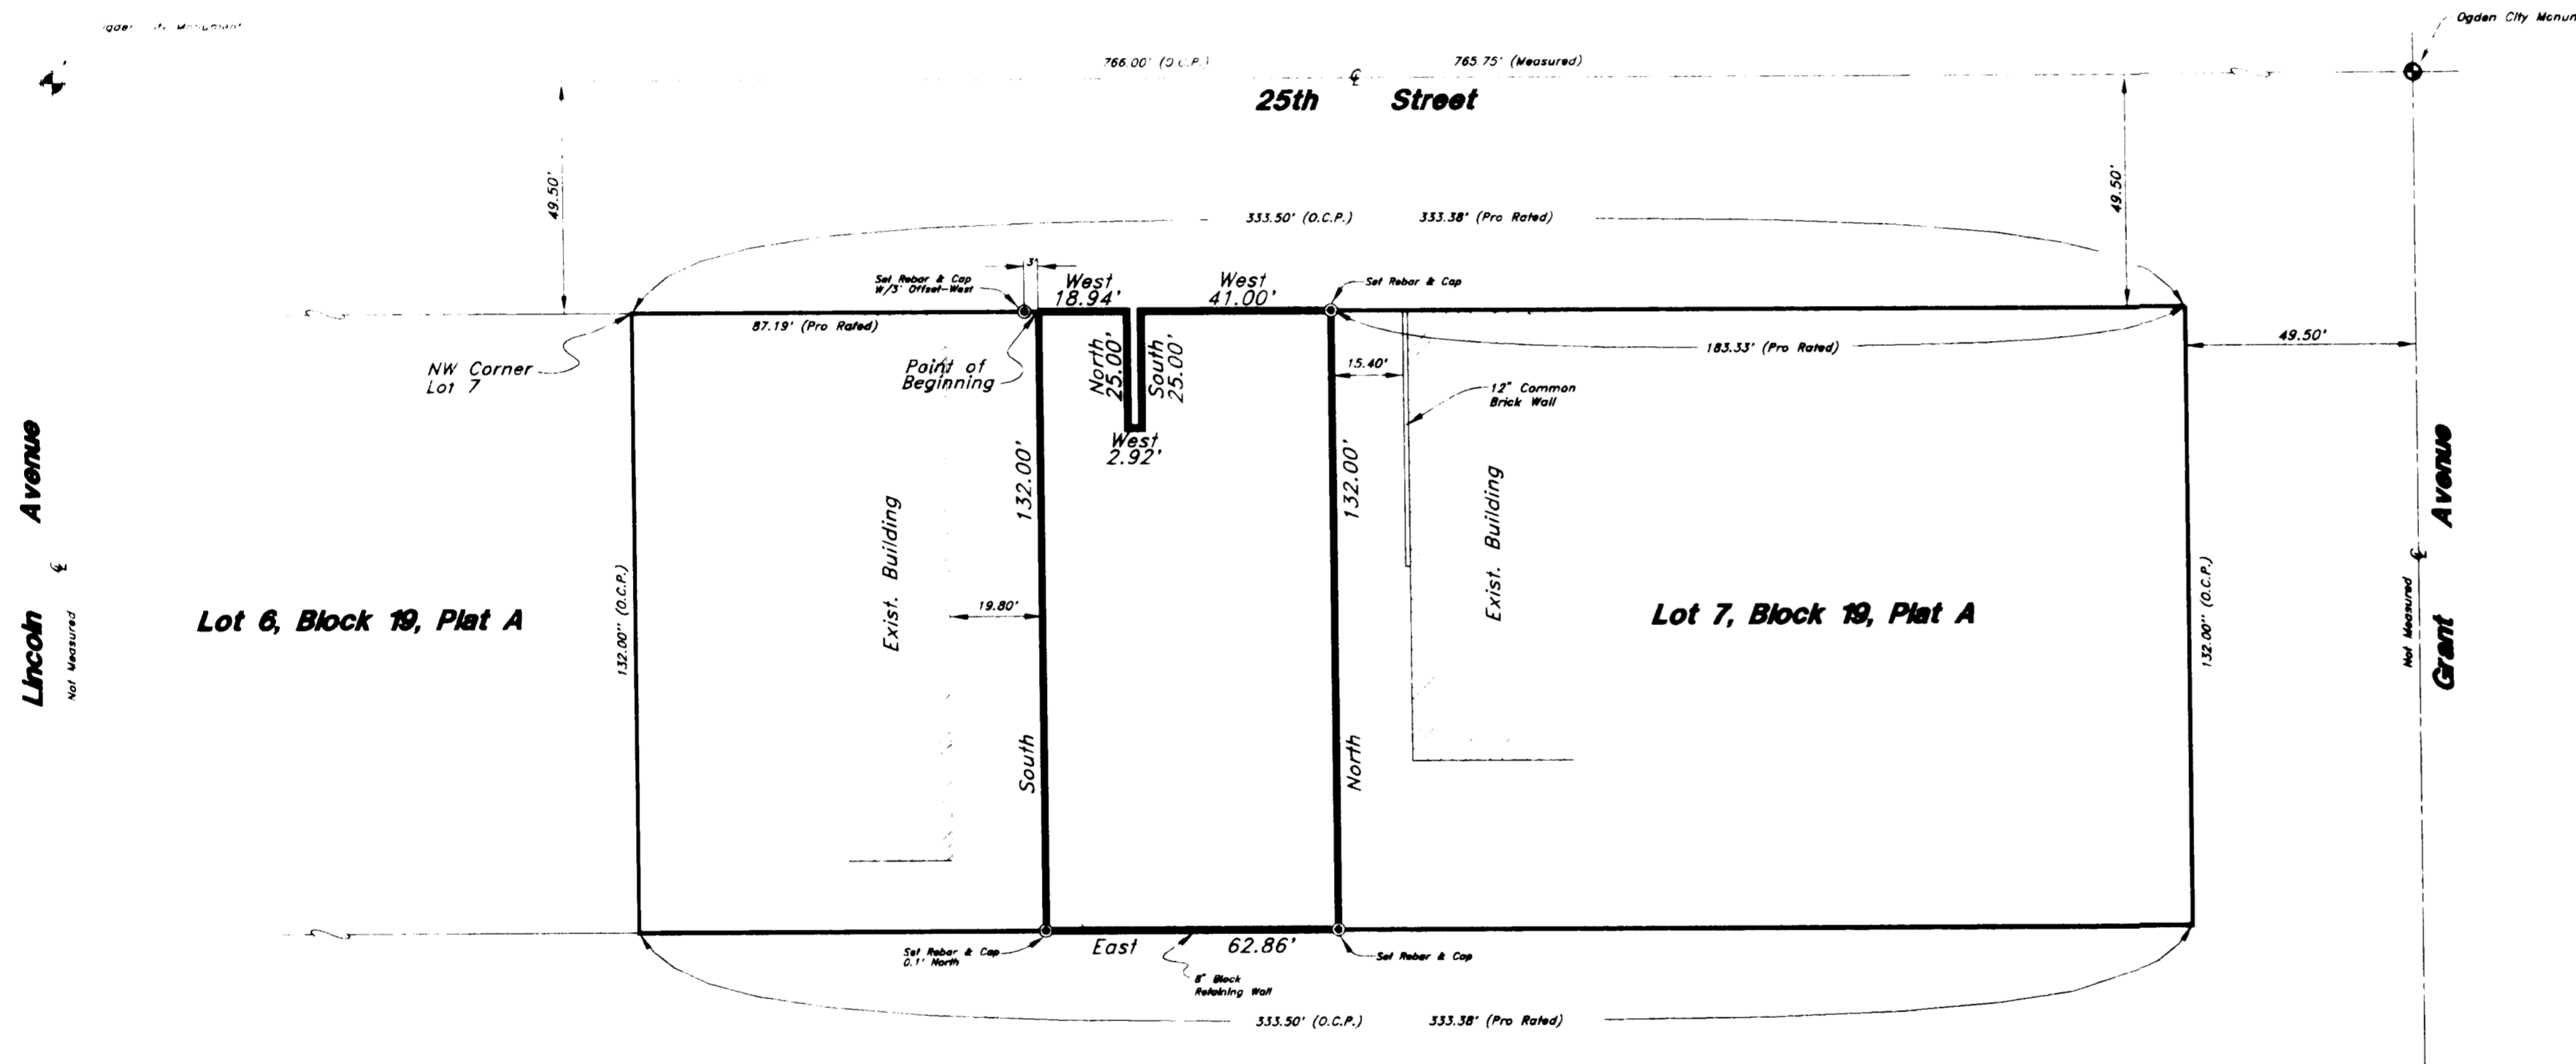 Ogden City Monum
766.00' (O.C.P.) 765.75' (Measured)
25th Street
49.50'
49.50'
333.50' (O.C.P.) 333.38' (Pro Rated)
Set Rebar & Cap
W/3' Offset-West
3'
West
18.94'
West
41.00'
Set Rebar & Cap
87.19' (Pro Rated)
183.33' (Pro Rated)
49.50'
NW Corner
Lot 7
Point of
Beginning
North
25.00'
South
25.00'
15.40'
12" Common
Brick Wall
West
2.92'
Lincoln Avenue
Not Measured
132.00'
South
132.00'
North
Exist. Building
Exist. Building
19.80'
132.00'' (O.C.P.)
Lot 6, Block 19, Plat A
Lot 7, Block 19, Plat A
132.00'' (O.C.P.)
Not Measured
Grant Avenue
Set Rebar & Cap
0.1' North
East 62.86'
8" Block
Retaining Wall
Set Rebar & Cap
333.50' (O.C.P.) 333.38' (Pro Rated)